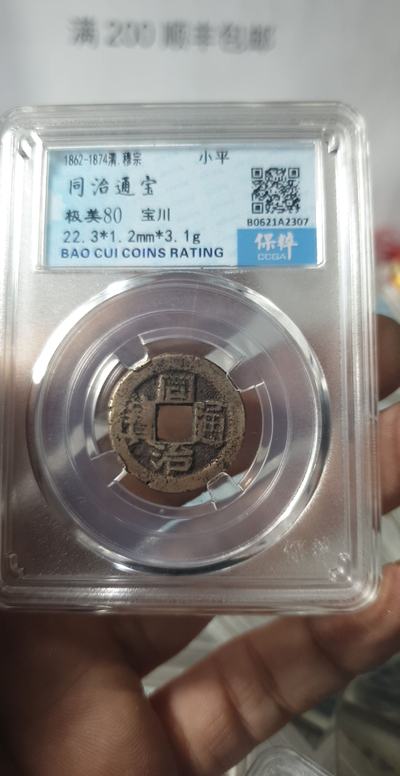 满200顺丰包邮
1862-1874清.穆宗 小平
同治通宝
极美80 宝川
B0621A2307
22.3*1.2mm*3.1g
保粹
CCGA
BAO CUI COINS RATING
同
通 寳
治